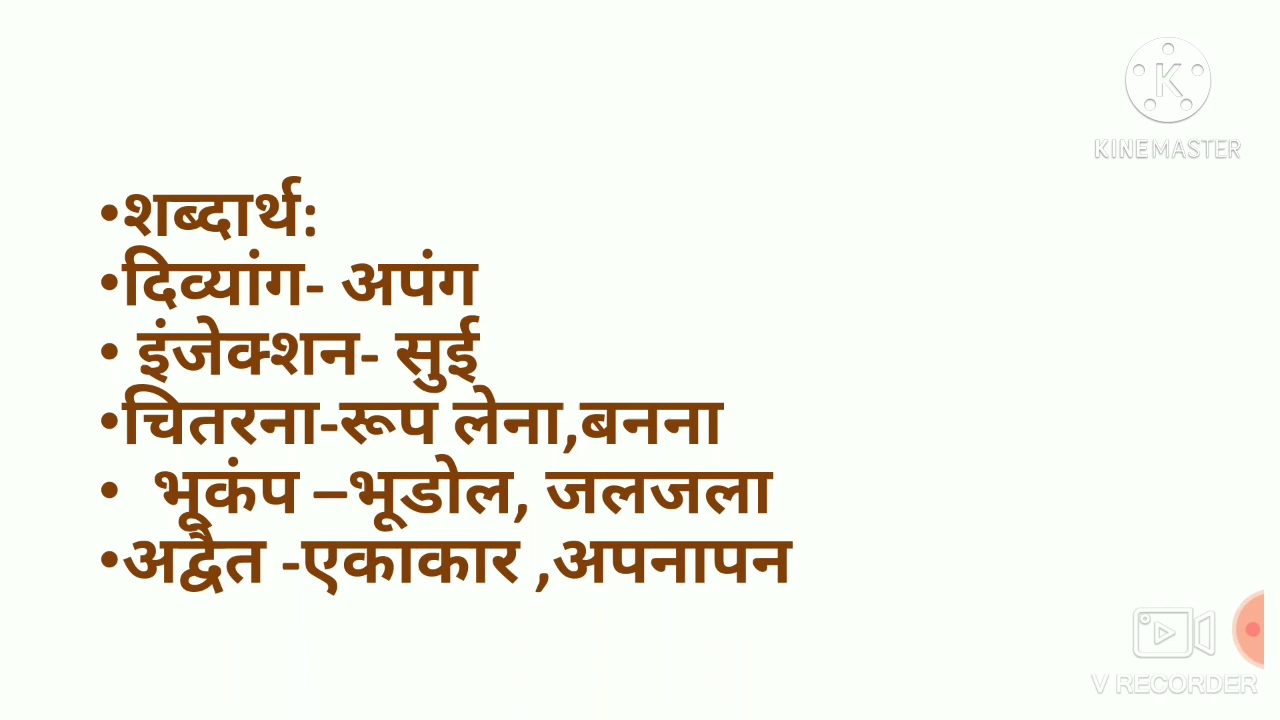 KINEMASTER
•शब्दार्थ:
•दिव्यांग- अपंग
• इंजेक्शन- सुई
•चितरना-रूप लेना,बनना
• भूकंप –भूडोल, जलजला
•अद्वैत -एकाकार ,अपनापन
V RECORDER